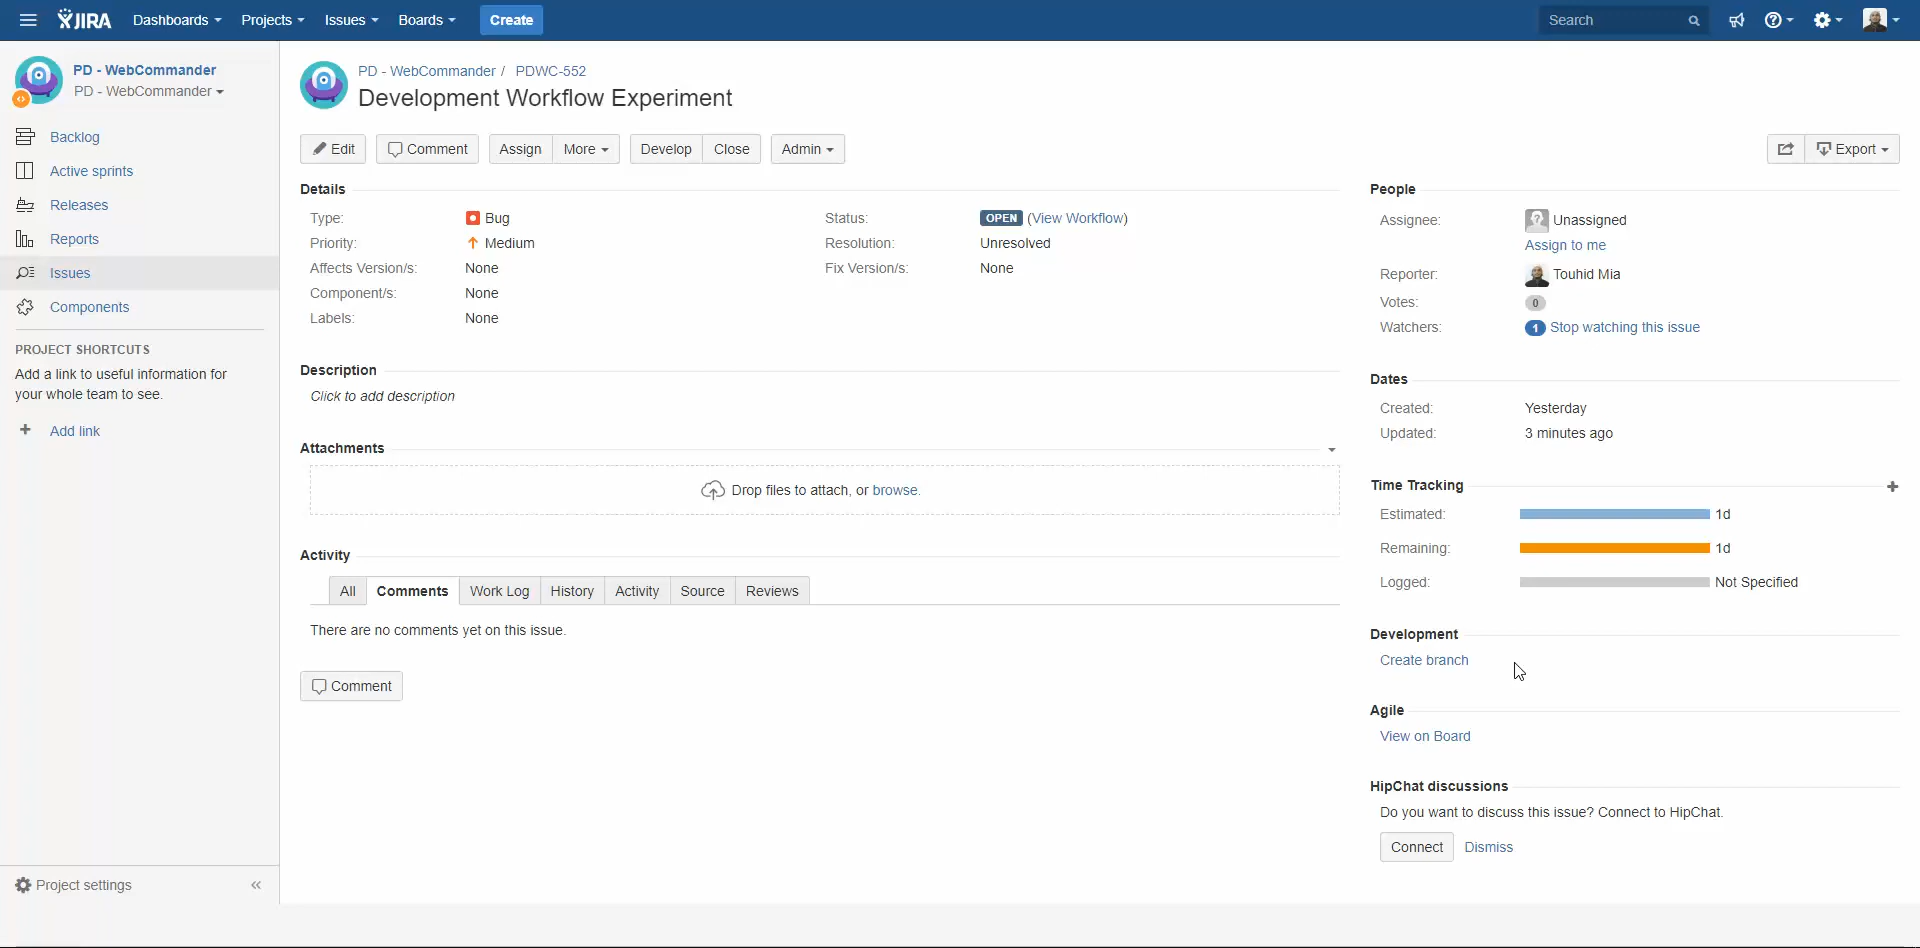 JIRA Dashboards Projects Issues Boards Create Search
PD - WebCommander
PD - WebCommander
Backlog
Active sprints
Releases
Reports
Issues
Components
PROJECT SHORTCUTS
Add a link to useful information for
your whole team to see.
+ Add link
Project settings «
PD - WebCommander / PDWC-552
Development Workflow Experiment
Edit Comment Assign More Develop Close Admin Export
Details
Type: Bug
Priority: Medium
Affects Version/s: None
Component/s: None
Labels: None
Status: OPEN (View Workflow)
Resolution: Unresolved
Fix Version/s: None
Description
Click to add description
Attachments
Drop files to attach, or browse.
Activity
All Comments Work Log History Activity Source Reviews
There are no comments yet on this issue.
Comment
People
Assignee: Unassigned
Assign to me
Reporter: Touhid Mia
Votes: 0
Watchers: 1 Stop watching this issue
Dates
Created: Yesterday
Updated: 3 minutes ago
Time Tracking +
Estimated: 1d
Remaining: 1d
Logged: Not Specified
Development
Create branch
Agile
View on Board
HipChat discussions
Do you want to discuss this issue? Connect to HipChat.
Connect Dismiss